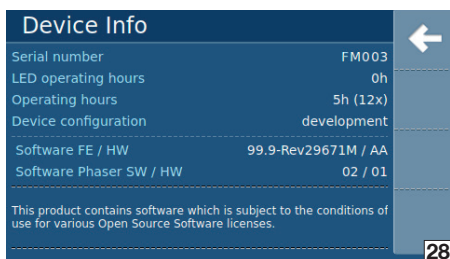 Device Info
Serial number FM003
LED operating hours 0h
Operating hours 5h (12x)
Device configuration development
Software FE / HW 99.9-Rev29671M / AA
Software Phaser SW / HW 02 / 01
This product contains software which is subject to the conditions of
use for various Open Source Software licenses.
28